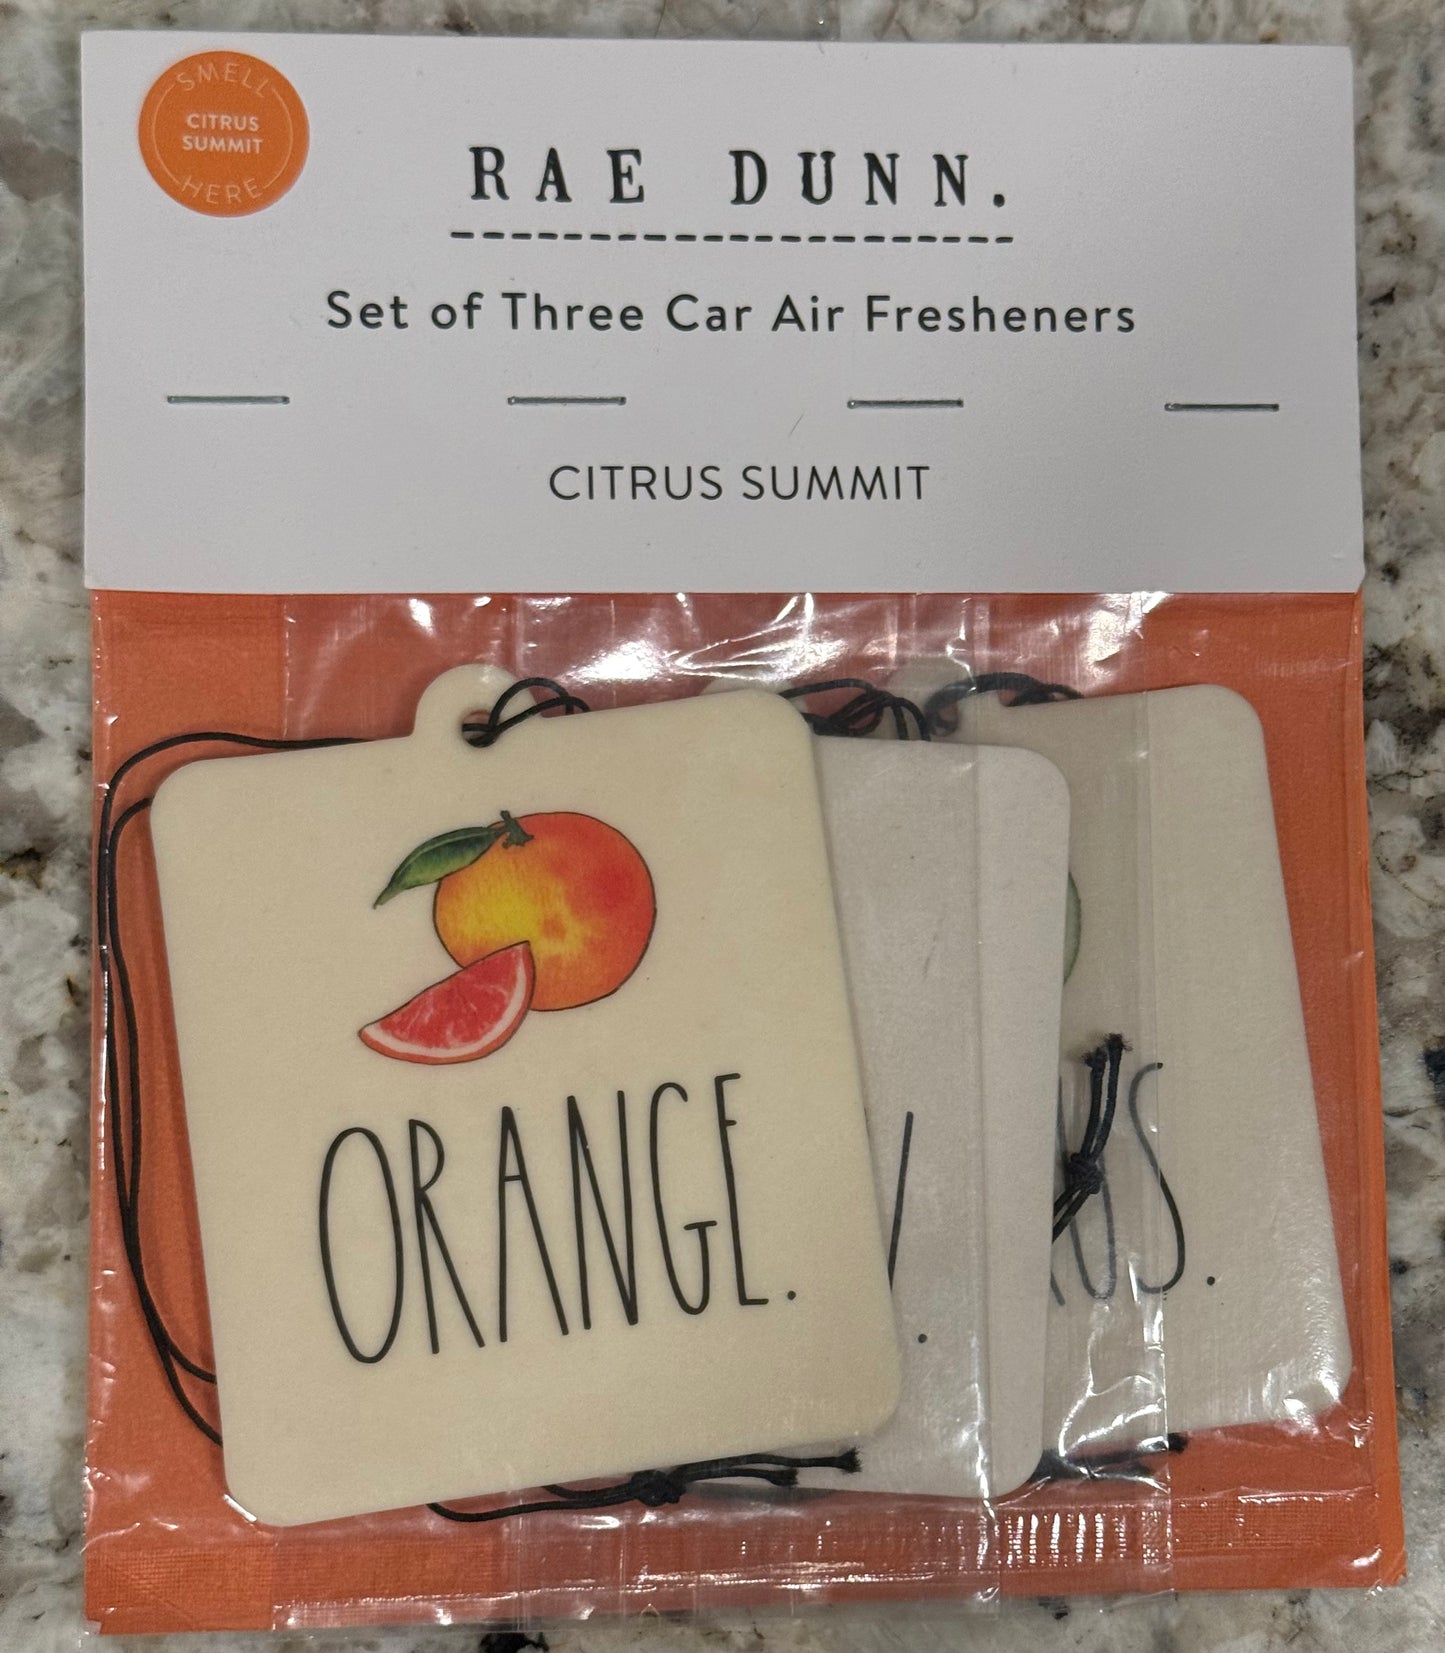 SMELL
CITRUS
SUMMIT
HERE
RAE DUNN.
Set of Three Car Air Fresheners
CITRUS SUMMIT
ORANGE.